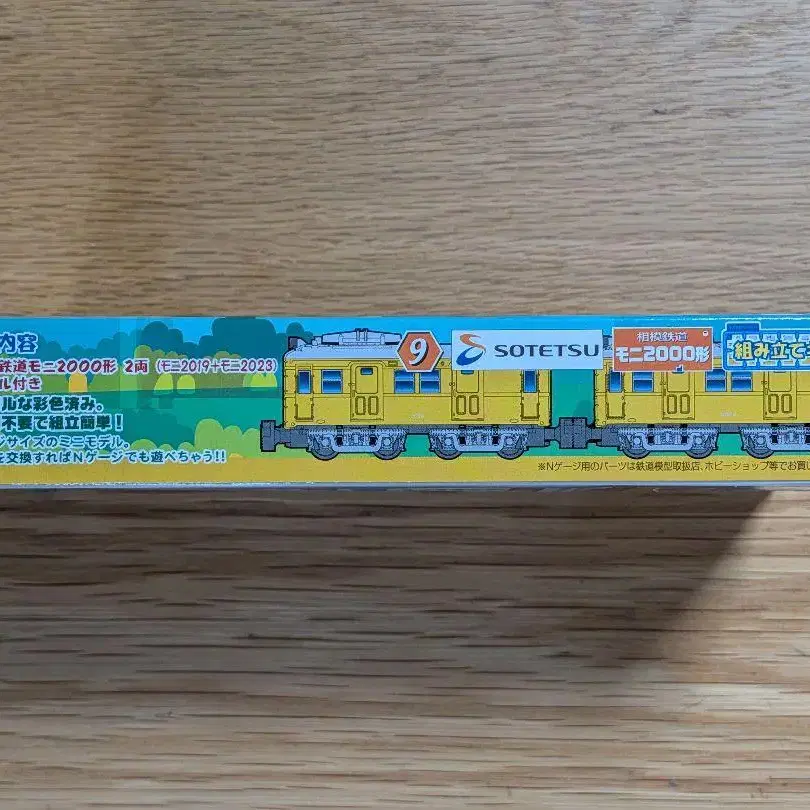 内容
鉄道モニ2000形 2両 (モニ2019+モニ2023)
ル付き
ルな彩色済み。
不要で組立簡単!
サイズのミニモデル。
を交換すればNゲージでも遊べちゃう!!
9
SOTETSU
相模鉄道
モニ2000形
組み立て
※Nゲージ用のパーツは鉄道模型取扱店、ホビーショップ等でお買い